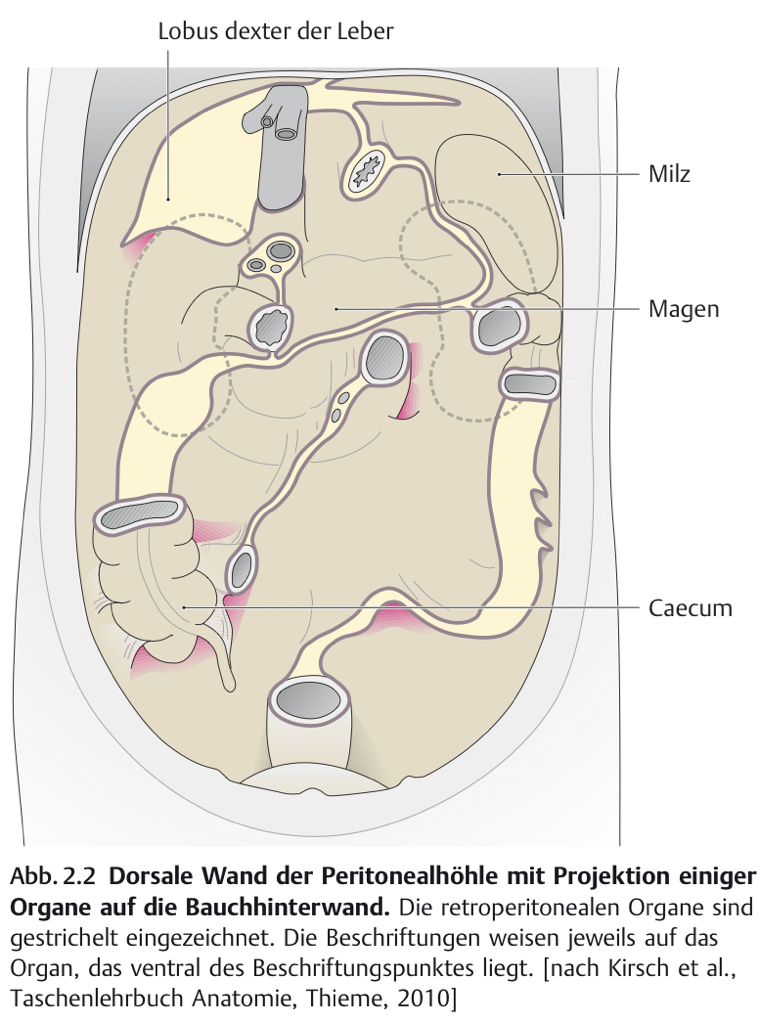 Lobus dexter der Leber
Milz
Magen
Caecum
Abb. 2.2 Dorsale Wand der Peritonealhöhle mit Projektion einiger
Organe auf die Bauchhinterwand. Die retroperitonealen Organe sind
gestrichelt eingezeichnet. Die Beschriftungen weisen jeweils auf das
Organ, das ventral des Beschriftungspunktes liegt. [nach Kirsch et al.,
Taschenlehrbuch Anatomie, Thieme, 2010]